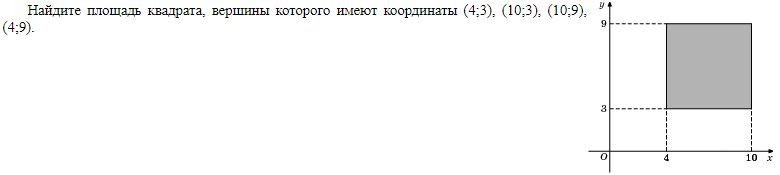 Найдите площадь квадрата, вершины которого имеют координаты (4;3), (10;3), (10;9),
(4;9).
y
9
3
O
4
10
x